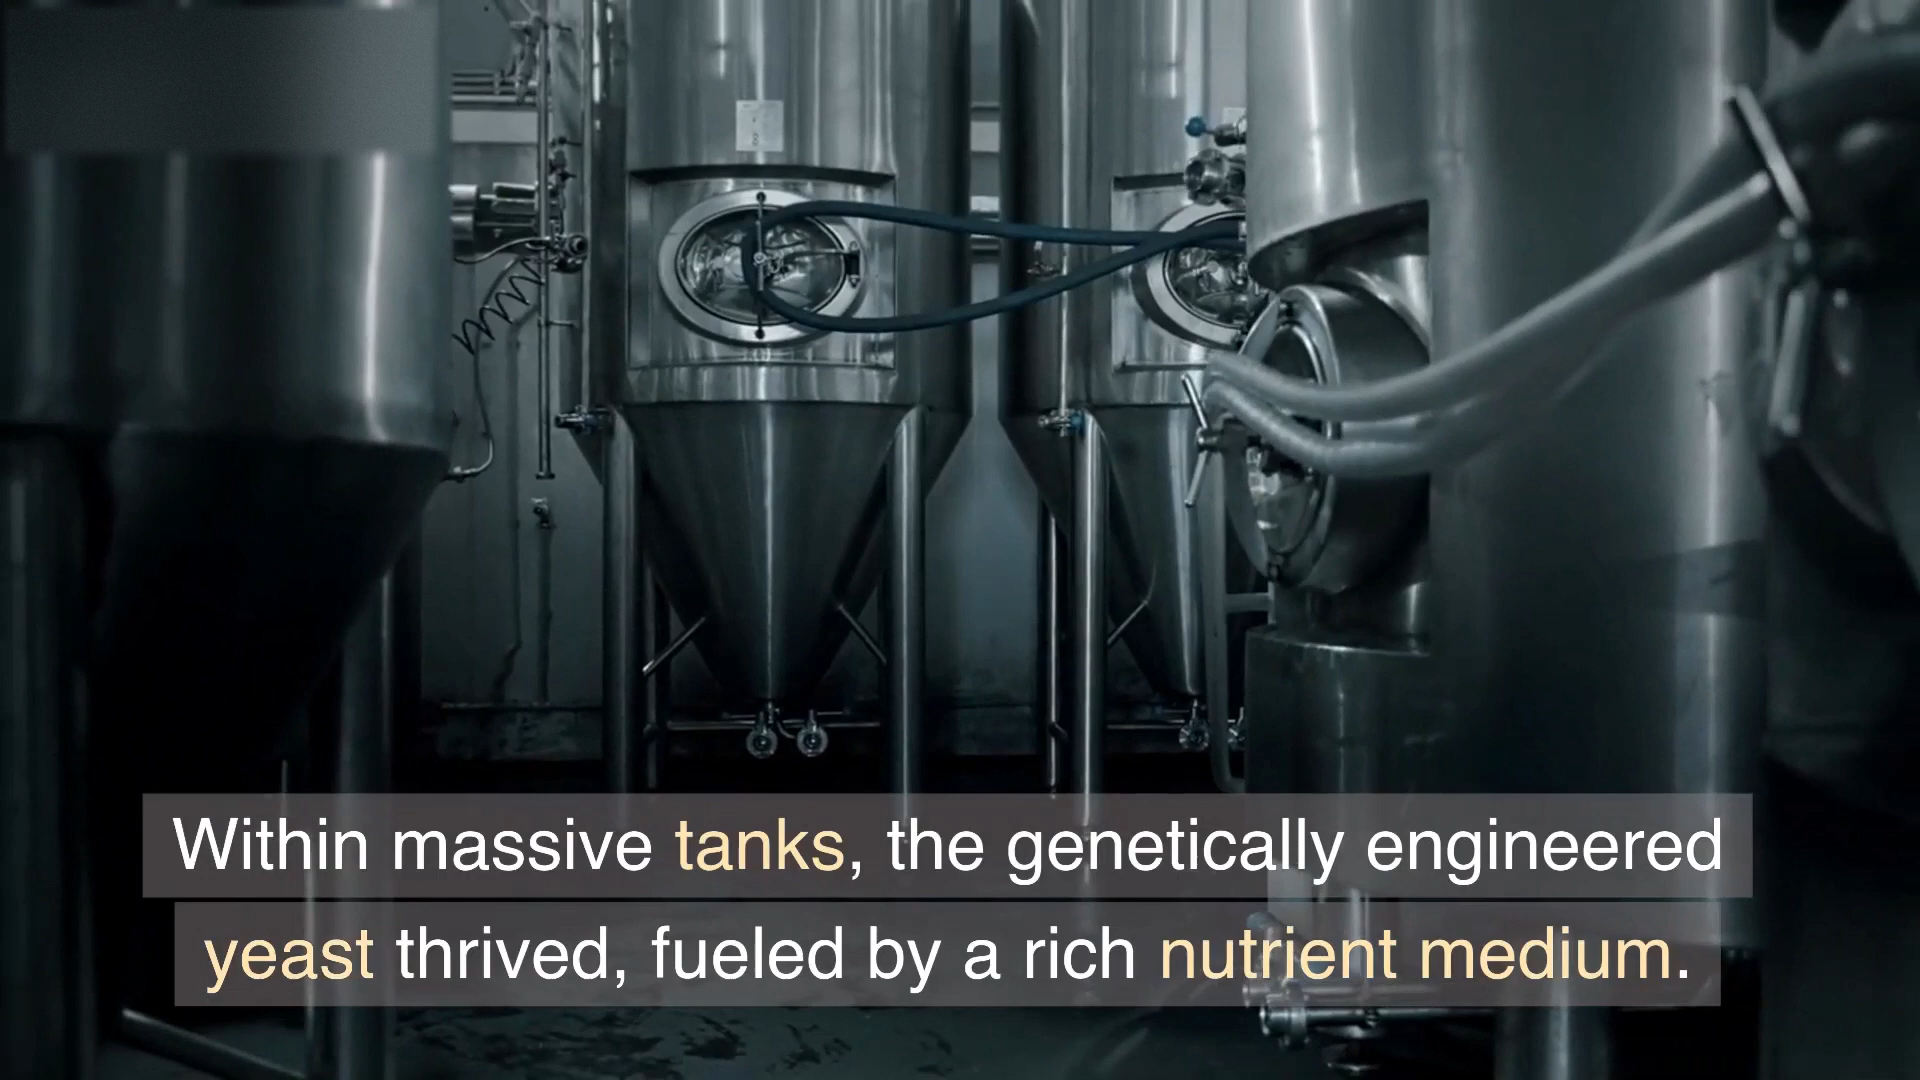 Within massive tanks, the genetically engineered
yeast thrived, fueled by a rich nutrient medium.